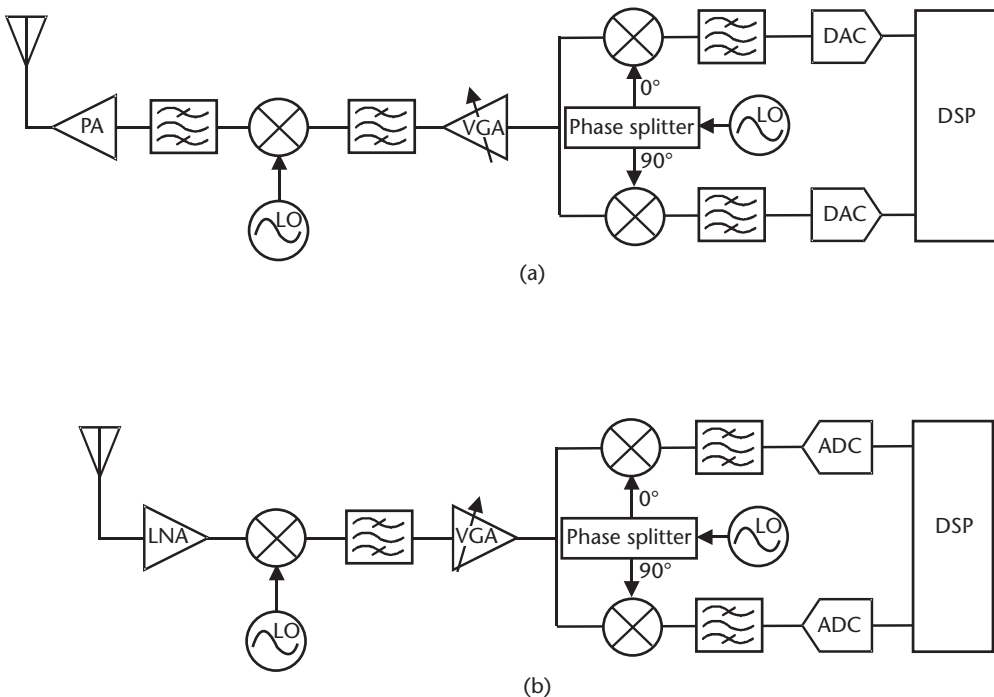 DAC
0°
PA
VGA
Phase splitter
LO
DSP
90°
LO
DAC
(a)
ADC
0°
LNA
VGA
Phase splitter
LO
DSP
90°
LO
ADC
(b)